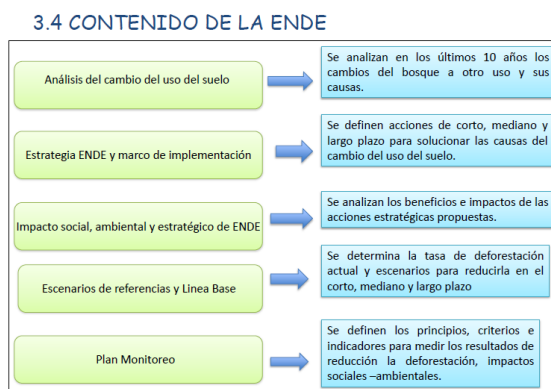 3.4 CONTENIDO DE LA ENDE
Análisis del cambio del uso del suelo
Se analizan en los últimos 10 años los
cambios del bosque a otro uso y sus
causas.
Estrategia ENDE y marco de implementación
Se definen acciones de corto, mediano y
largo plazo para solucionar las causas del
cambio del uso del suelo.
Impacto social, ambiental y estratégico de ENDE
Se analizan los beneficios e impactos de las
acciones estratégicas propuestas.
Escenarios de referencias y Linea Base
Se determina la tasa de deforestación
actual y escenarios para reducirla en el
corto, mediano y largo plazo
Plan Monitoreo
Se definen los principios, criterios e
indicadores para medir los resultados de
reducción la deforestación, impactos
sociales –ambientales.